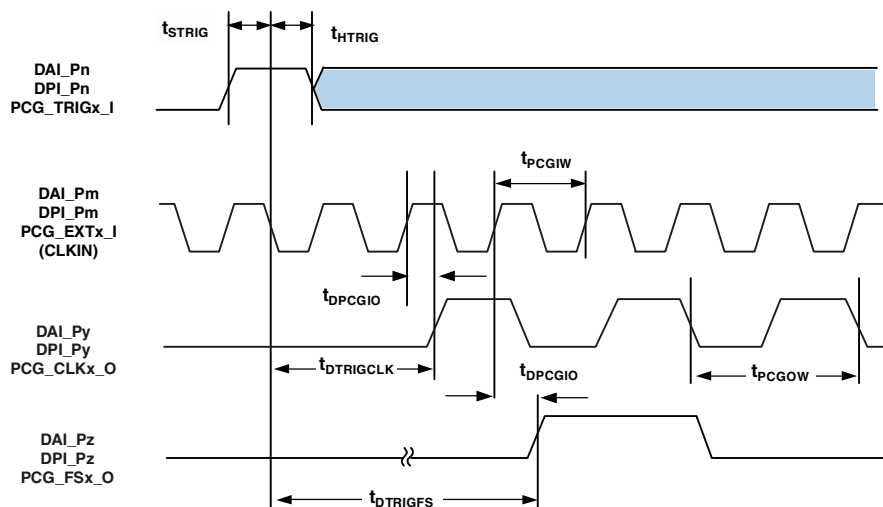 tSTRIG
tHTRIG
DAI_Pn
DPI_Pn
PCG_TRIGx_I
tPCGIW
DAI_Pm
DPI_Pm
PCG_EXTx_I
(CLKIN)
tDPCGIO
DAI_Py
DPI_Py
PCG_CLKx_O
tDTRIGCLK
tDPCGIO
tPCGOW
DAI_Pz
DPI_Pz
PCG_FSx_O
tDTRIGFS